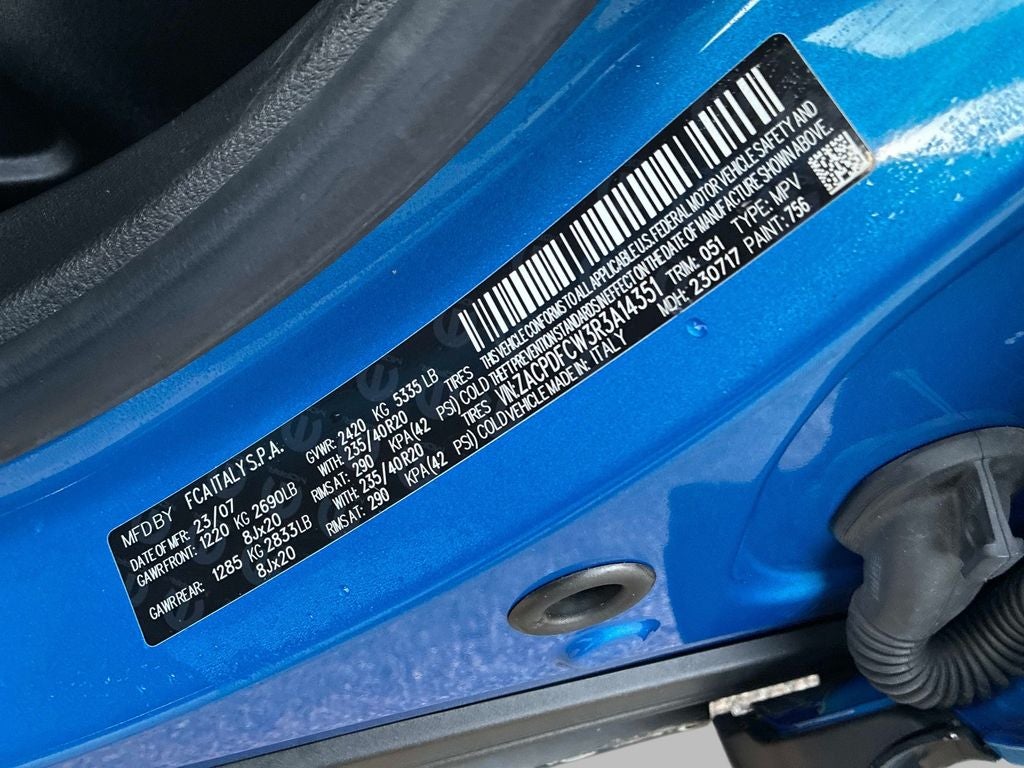 MFD BY FCA ITALY S.P.A.
DATE OF MFR: 23/07 GVWR: 2420 KG 5335 LB
GAWR FRONT: 1220 KG 2690LB WITH: 235/40R20 TIRES
8Jx20 RIMS AT: 290 KPA(42 PSI) COLD
GAWR REAR: 1285 KG 2833LB WITH: 235/40R20 TIRES
8Jx20 RIMS AT: 290 KPA(42 PSI) COLD
THIS VEHICLE CONFORMS TO ALL APPLICABLE U.S. FEDERAL MOTOR VEHICLE SAFETY AND
THEFT PREVENTION STANDARDS IN EFFECT ON THE DATE OF MANUFACTURE SHOWN ABOVE.
VIN: ZACPDFCW3R3A14351 TRIM: 051 TYPE: MPV
VEHICLE MADE IN: ITALY MDH: 230717 PAINT: 756